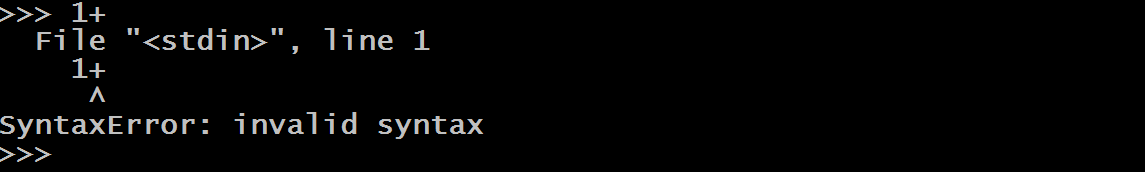 >>> 1+
  File "<stdin>", line 1
    1+
     ^
SyntaxError: invalid syntax
>>>